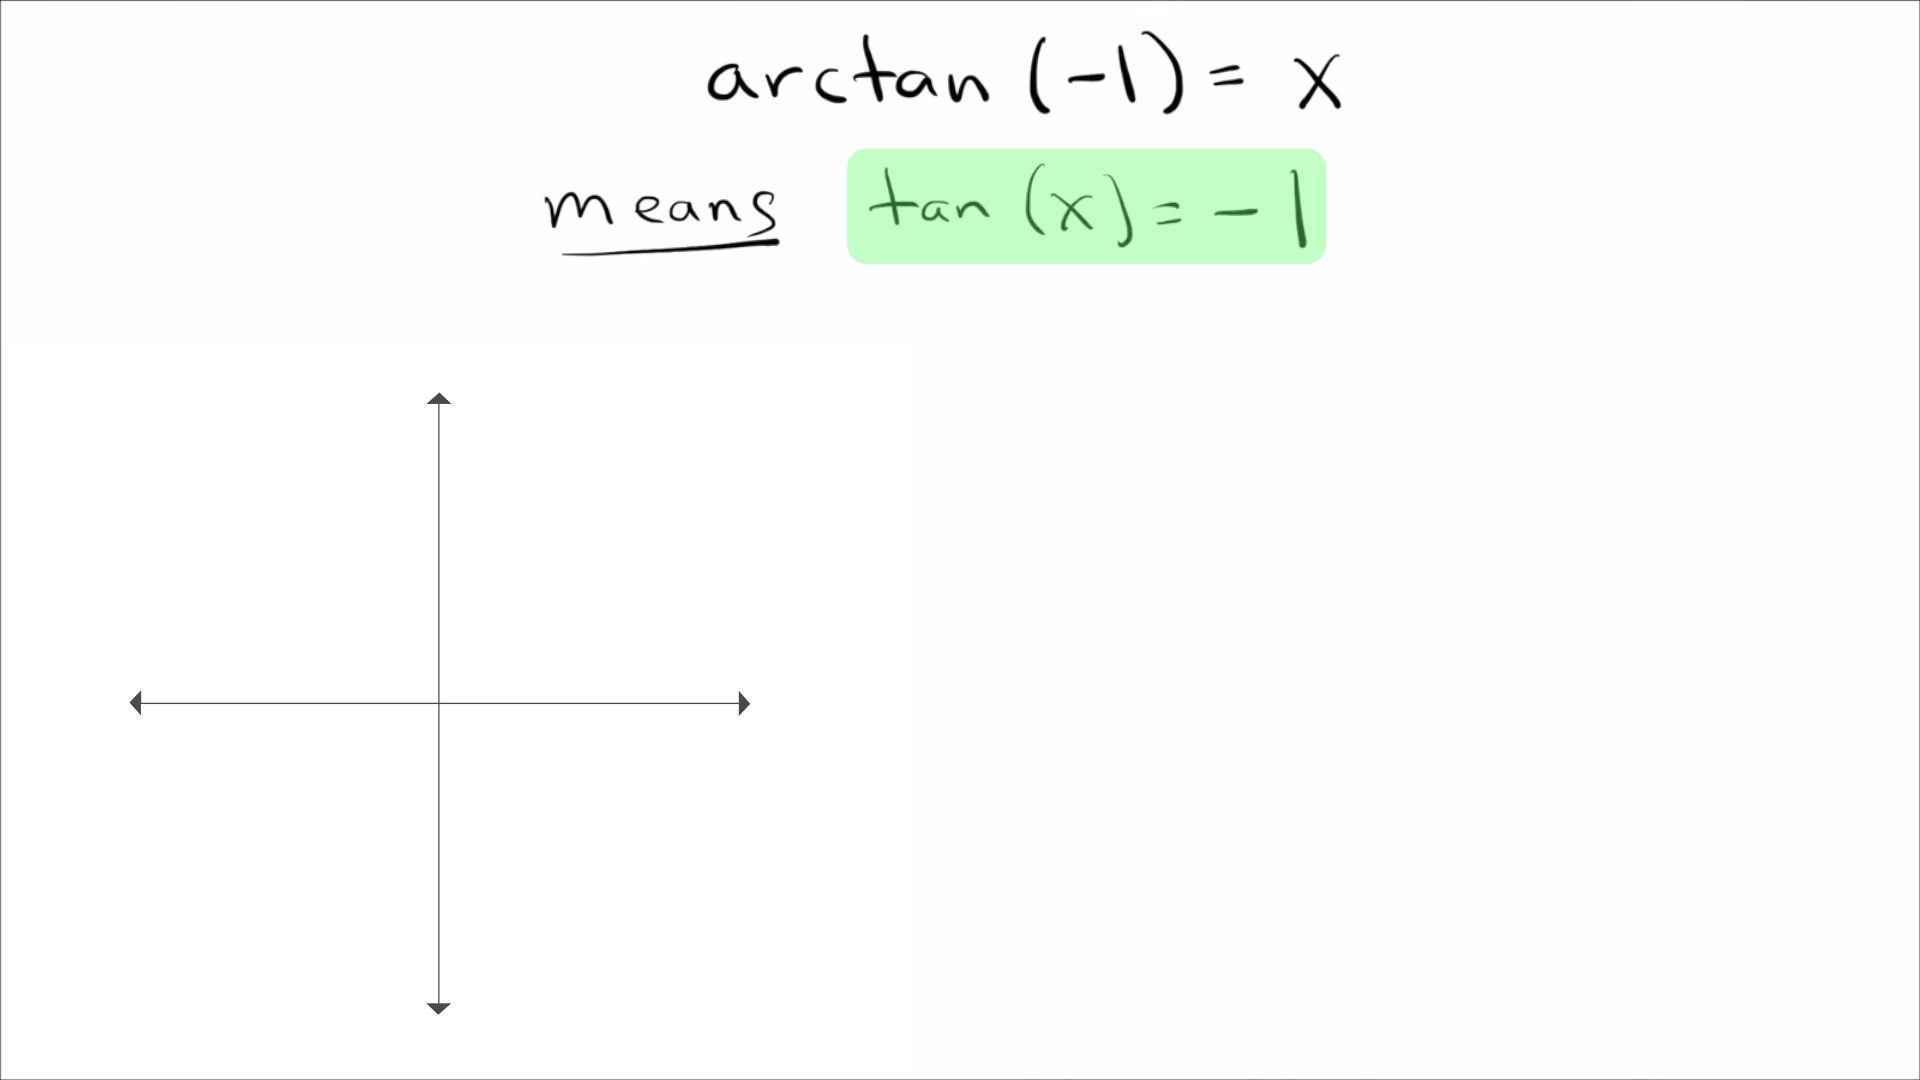 arctan (-1) = x
means tan (x) = -1